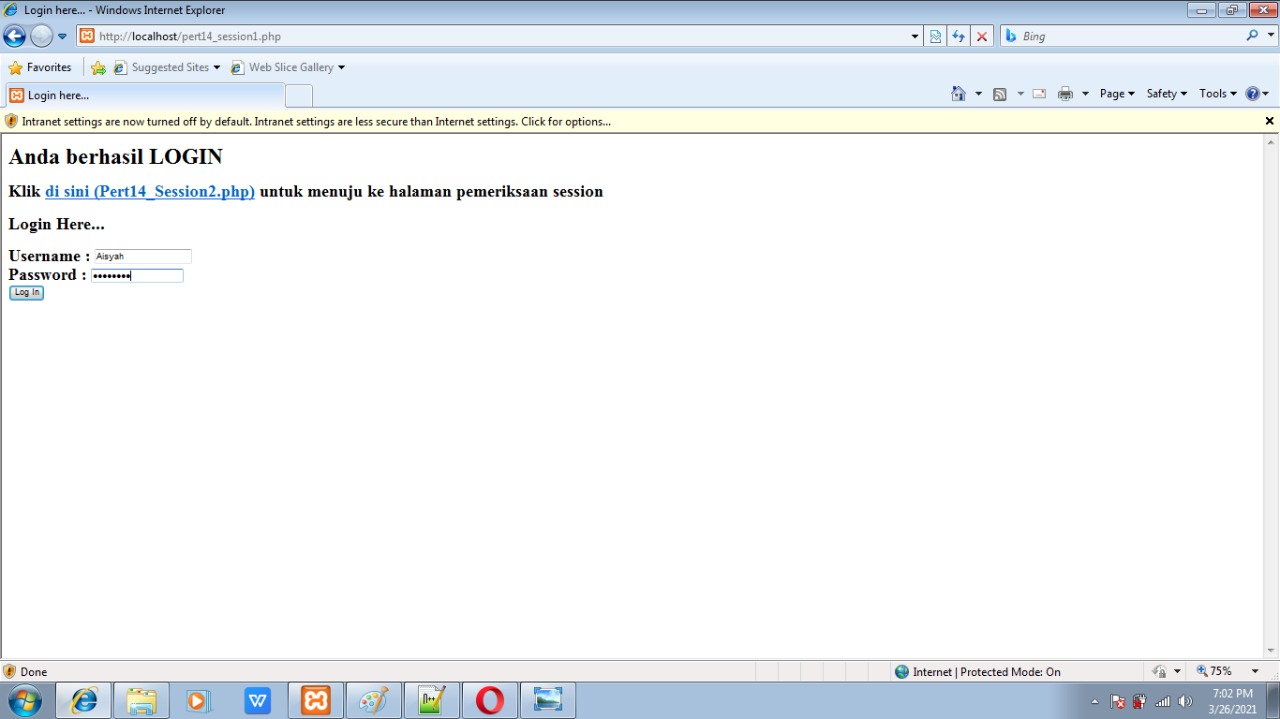 Login here... - Windows Internet Explorer
http://localhost/pert14_session1.php
Bing
Favorites
Suggested Sites
Web Slice Gallery
Login here...
Page
Safety
Tools
Intranet settings are now turned off by default. Intranet settings are less secure than Internet settings. Click for options...
Anda berhasil LOGIN
Klik di sini (Pert14_Session2.php) untuk menuju ke halaman pemeriksaan session
Login Here...
Username : Aisyah
Password : ••••••••
Log In
Done
Internet | Protected Mode: On
75%
7:02 PM
3/26/2021